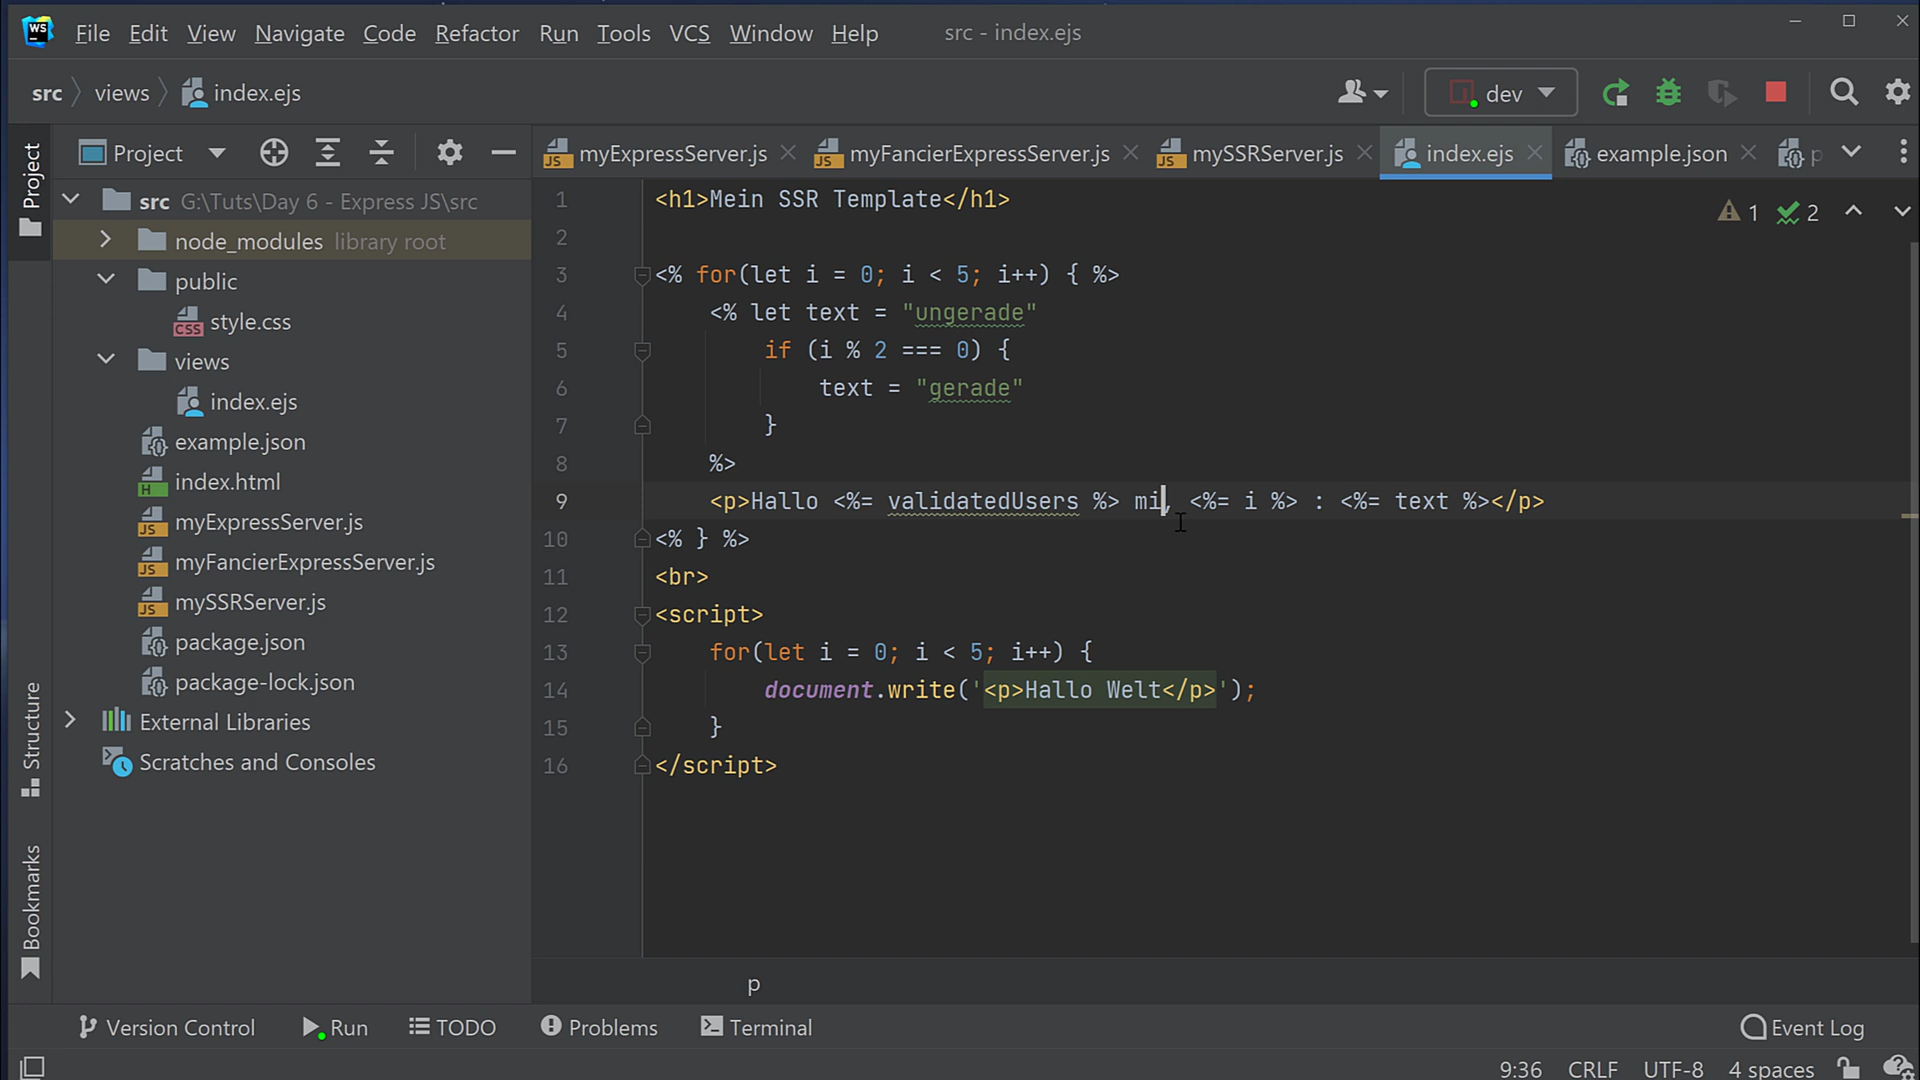 WS File Edit View Navigate Code Refactor Run Tools VCS Window Help src - index.ejs
src views index.ejs dev
Project myExpressServer.js myFancierExpressServer.js mySSRServer.js index.ejs example.json p
Project
Structure
Bookmarks
src G:\Tuts\Day 6 - Express JS\src
node_modules library root
public
style.css
views
index.ejs
example.json
index.html
myExpressServer.js
myFancierExpressServer.js
mySSRServer.js
package.json
package-lock.json
External Libraries
Scratches and Consoles
1 <h1>Mein SSR Template</h1>
1 2
2
3 <% for(let i = 0; i < 5; i++) { %>
4 <% let text = "ungerade"
5 if (i % 2 === 0) {
6 text = "gerade"
7 }
8 %>
9 <p>Hallo <%= validatedUsers %> mi, <%= i %> : <%= text %></p>
10 <% } %>
11 <br>
12 <script>
13 for(let i = 0; i < 5; i++) {
14 document.write('<p>Hallo Welt</p>');
15 }
16 </script>
p
Version Control Run TODO Problems Terminal Event Log
9:36 CRLF UTF-8 4 spaces